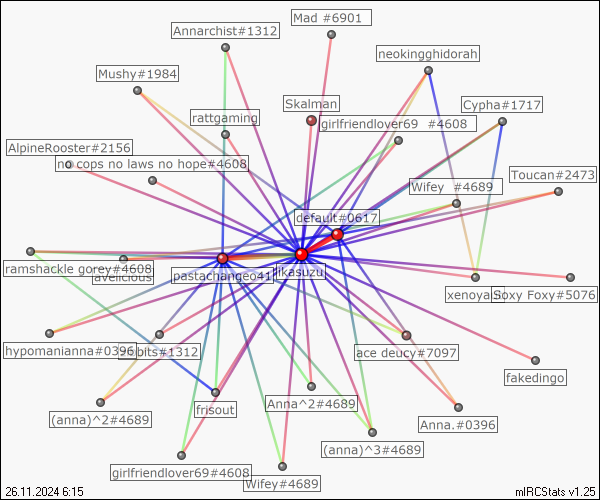 Mad #6901
Annarchist#1312
neokingghidorah
Mushy#1984
Skalman
Cypha#1717
rattgaming
girlfriendlover69 #4608
AlpineRooster#2156
no cops no laws no hope#4608
Toucan#2473
Wifey #4689
default#0617
ramshackle gorey#4608
avelicious
pastachangeo41
likasuzu
xenoyas
Soxy Foxy#5076
hypomanianna#0396
bits#1312
ace deucy#7097
fakedingo
Anna^2#4689
frisout
(anna)^2#4689
Anna.#0396
(anna)^3#4689
girlfriendlover69#4608
Wifey#4689
26.11.2024 6:15
mIRCStats v1.25